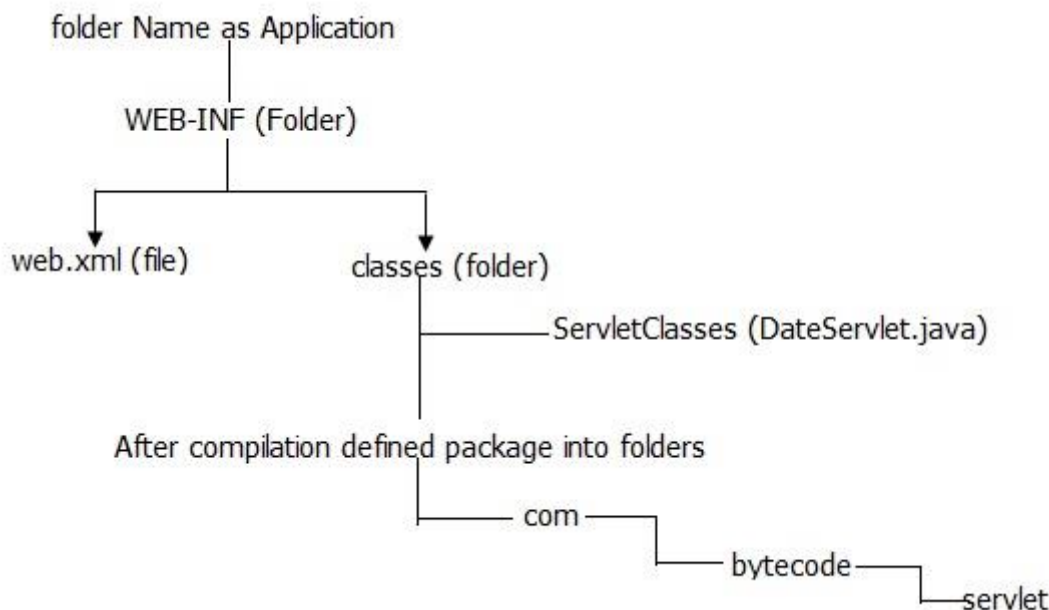 folder Name as Application
WEB-INF (Folder)
web.xml (file)
classes (folder)
ServletClasses (DateServlet.java)
After compilation defined package into folders
com
bytecode
servlet